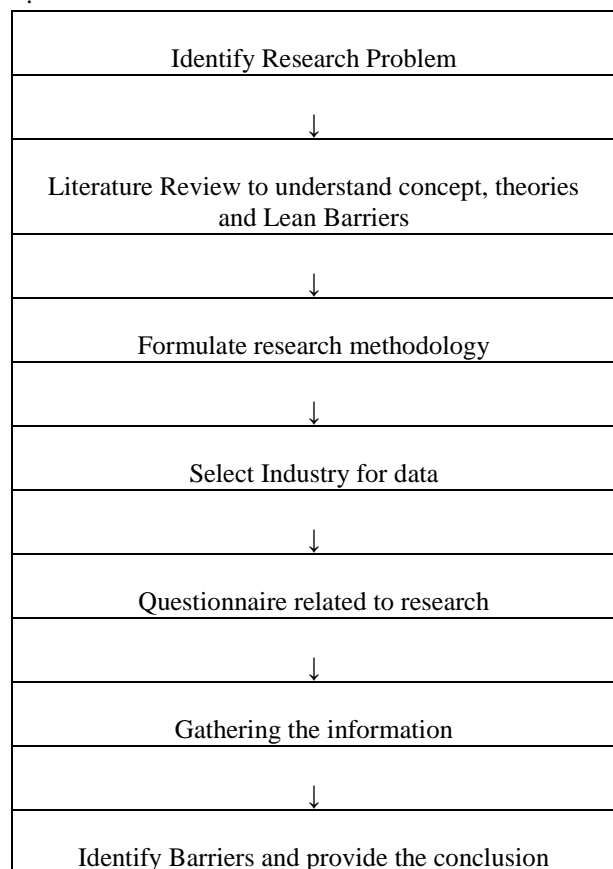 .
Identify Research Problem
↓
Literature Review to understand concept, theories
and Lean Barriers
↓
Formulate research methodology
↓
Select Industry for data
↓
Questionnaire related to research
↓
Gathering the information
↓
Identify Barriers and provide the conclusion